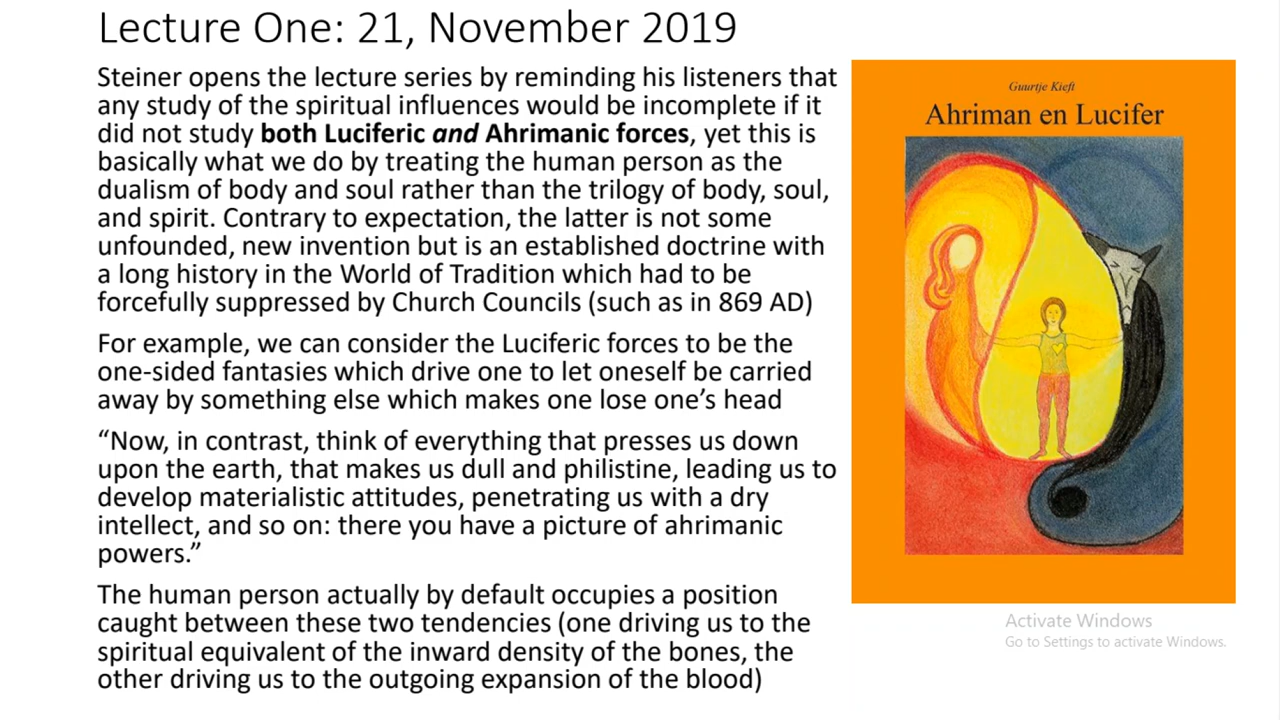 Lecture One: 21, November 2019
Steiner opens the lecture series by reminding his listeners that
any study of the spiritual influences would be incomplete if it
did not study both Luciferic and Ahrimanic forces, yet this is
basically what we do by treating the human person as the
dualism of body and soul rather than the trilogy of body, soul,
and spirit. Contrary to expectation, the latter is not some
unfounded, new invention but is an established doctrine with
a long history in the World of Tradition which had to be
forcefully suppressed by Church Councils (such as in 869 AD)
For example, we can consider the Luciferic forces to be the
one-sided fantasies which drive one to let oneself be carried
away by something else which makes one lose one’s head
“Now, in contrast, think of everything that presses us down
upon the earth, that makes us dull and philistine, leading us to
develop materialistic attitudes, penetrating us with a dry
intellect, and so on: there you have a picture of ahrimanic
powers.”
The human person actually by default occupies a position
caught between these two tendencies (one driving us to the
spiritual equivalent of the inward density of the bones, the
other driving us to the outgoing expansion of the blood)
Guurtje Kieft
Ahriman en Lucifer
Activate Windows
Go to Settings to activate Windows.